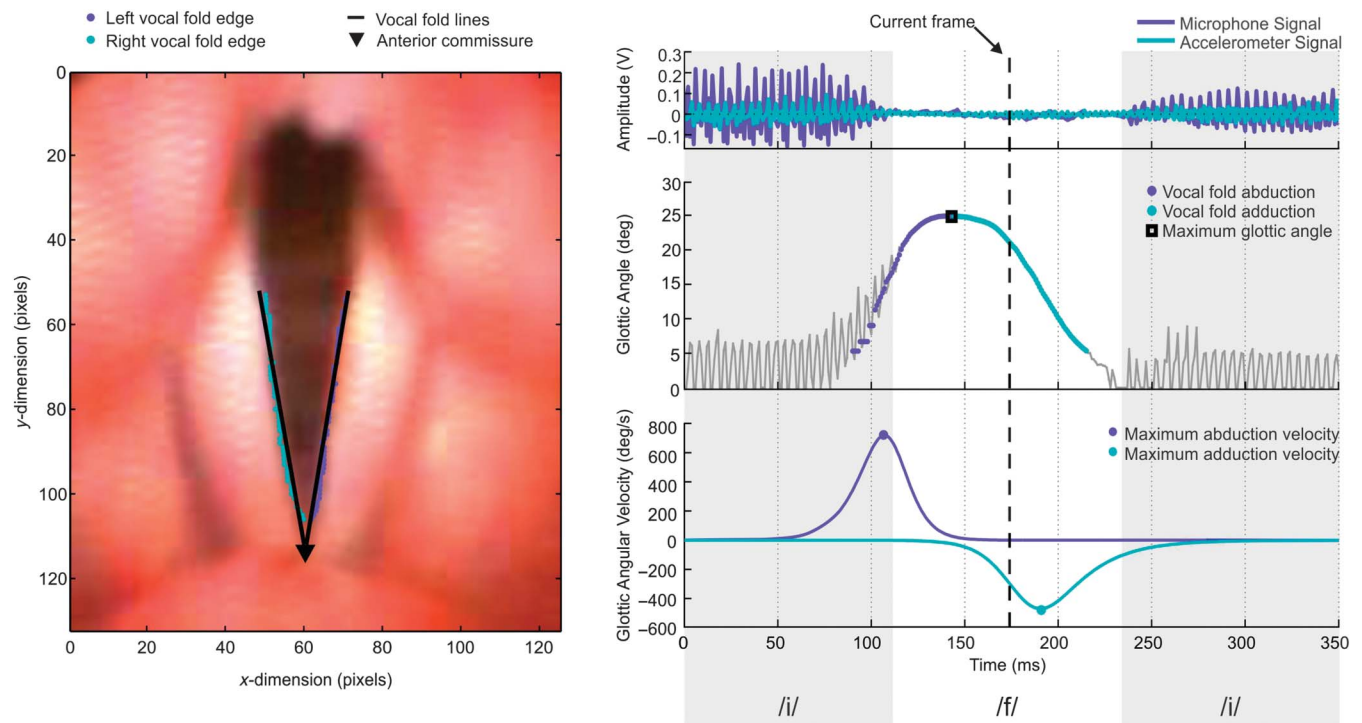 Left vocal fold edge
Right vocal fold edge
Vocal fold lines
Anterior commissure
0
20
40
60
80
100
120
y-dimension (pixels)
0 20 40 60 80 100 120
x-dimension (pixels)
Current frame
Microphone Signal
Accelerometer Signal
0.3
0.2
0.1
0
−0.1
Amplitude (V)
30
25
20
15
10
5
0
Glottic Angle (deg)
Vocal fold abduction
Vocal fold adduction
Maximum glottic angle
800
600
400
200
0
−200
−400
−600
Glottic Angular Velocity (deg/s)
Maximum abduction velocity
Maximum adduction velocity
0 50 100 150 200 250 300 350
Time (ms)
/i/ /f/ /i/